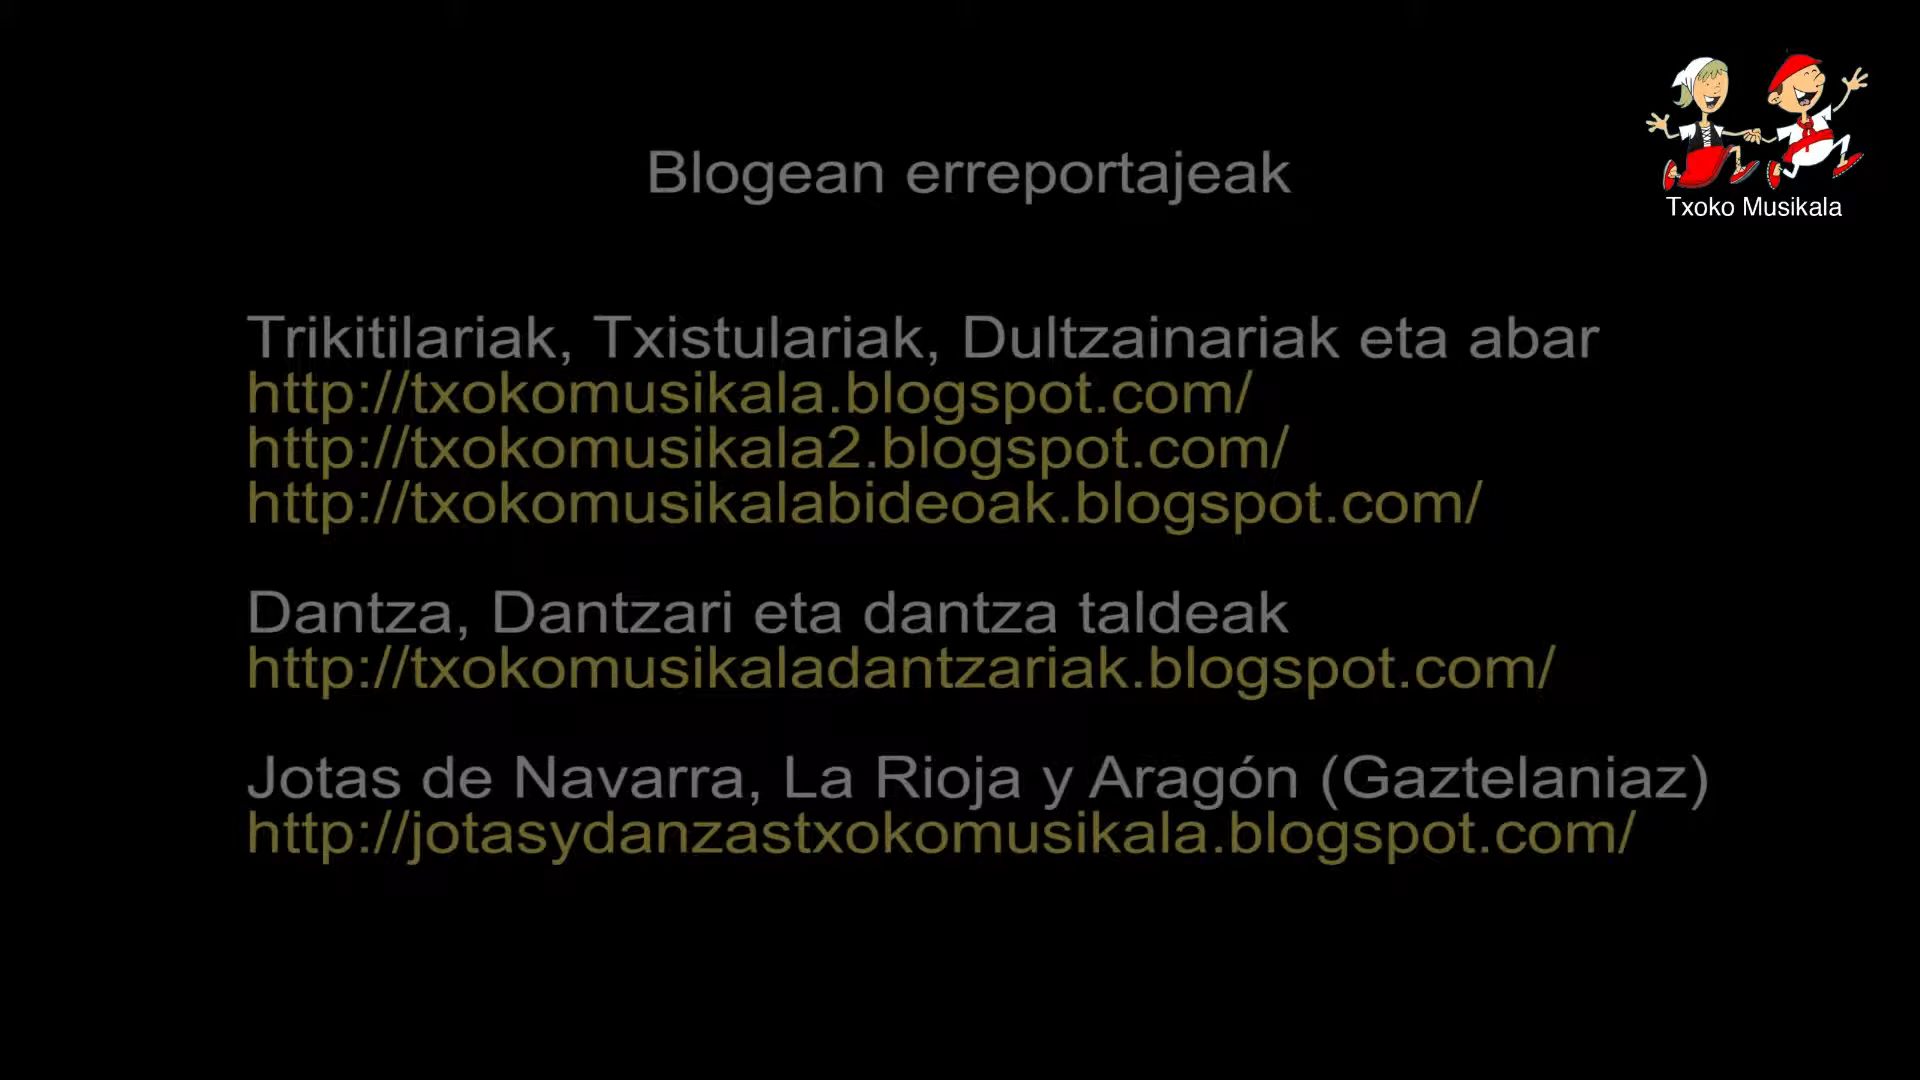 Blogean erreportajeak
Txoko Musikala
Trikitilariak, Txistulariak, Dultzainariak eta abar
http://txokomusikala.blogspot.com/
http://txokomusikala2.blogspot.com/
http://txokomusikalabideoak.blogspot.com/
Dantza, Dantzari eta dantza taldeak
http://txokomusikaladantzariak.blogspot.com/
Jotas de Navarra, La Rioja y Aragón (Gaztelaniaz)
http://jotasydanzastxokomusikala.blogspot.com/